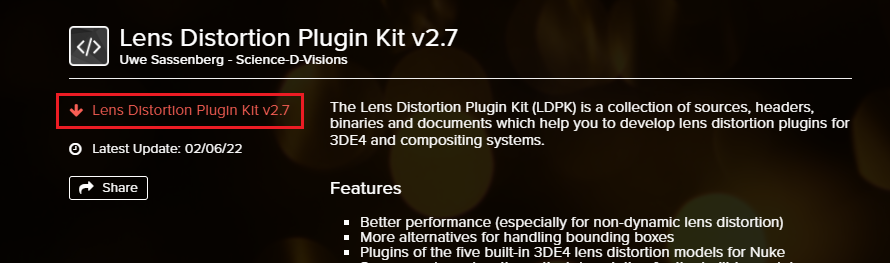 </> Lens Distortion Plugin Kit v2.7
Uwe Sassenberg - Science-D-Visions
Lens Distortion Plugin Kit v2.7
Latest Update: 02/06/22
Share
The Lens Distortion Plugin Kit (LDPK) is a collection of sources, headers,
binaries and documents which help you to develop lens distortion plugins for
3DE4 and compositing systems.
Features
Better performance (especially for non-dynamic lens distortion)
More alternatives for handling bounding boxes
Plugins of the five built-in 3DE4 lens distortion models for Nuke